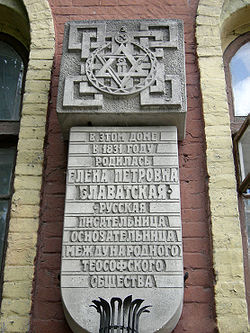 В ЭТОМ ДОМЕ
В 1831 ГОДУ
РОДИЛАСЬ
ЕЛЕНА ПЕТРОВНА
БЛАВАТСКАЯ-
-РУССКАЯ
ПИСАТЕЛЬНИЦА
ОСНОВАТЕЛЬНИЦА
МЕЖДУНАРОДНОГО
ТЕОСОФСКОГО
ОБЩЕСТВА